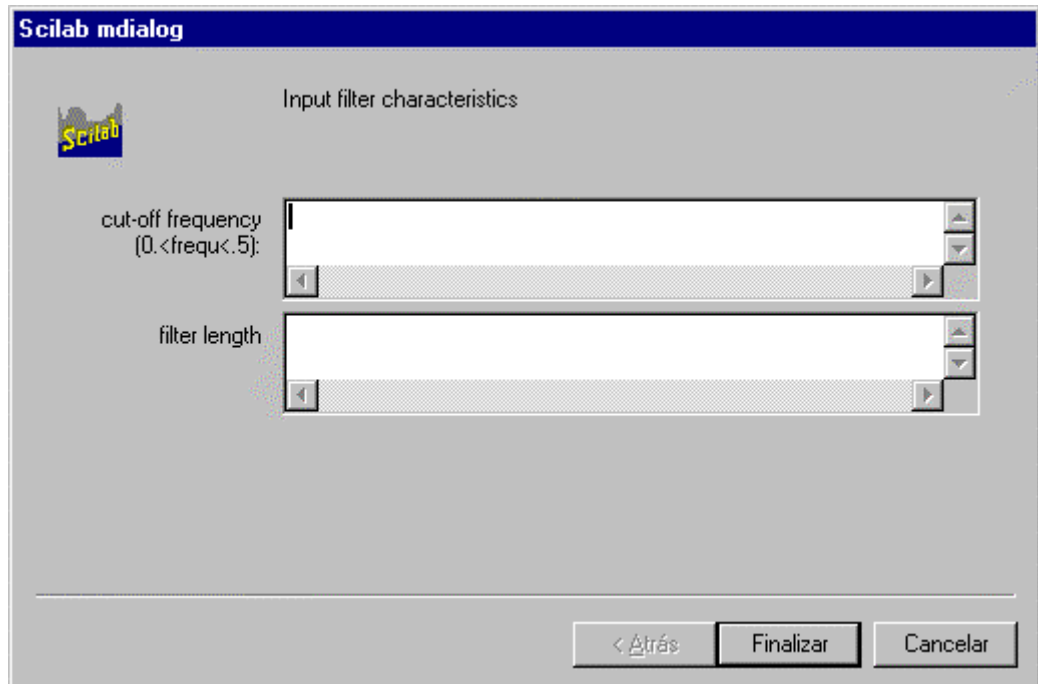 Scilab mdialog
Scilab
Input filter characteristics
cut-off frequency
(0.<frequ<.5):
filter length
< Atrás
Finalizar
Cancelar